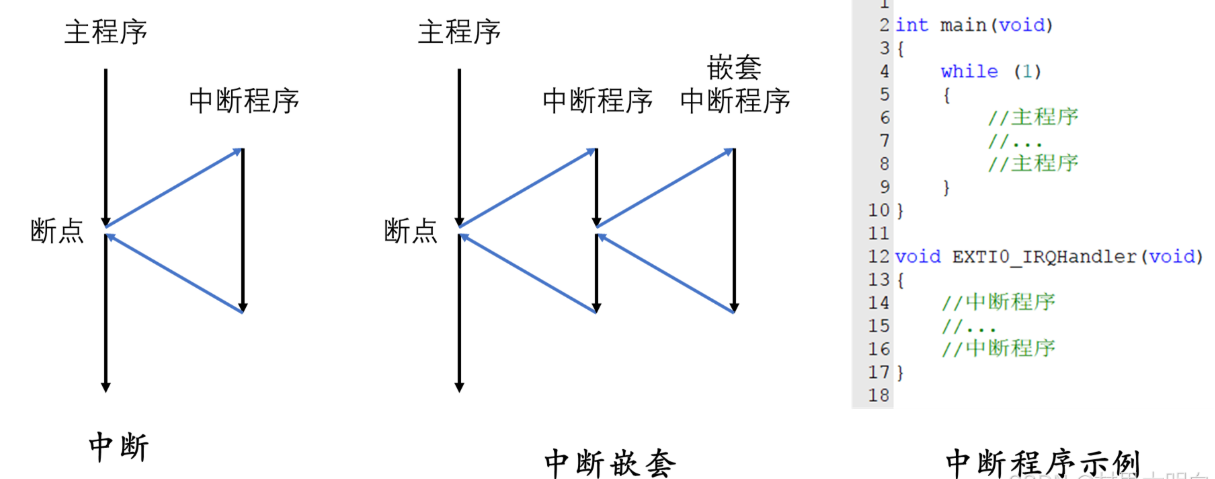 主程序
中断程序
断点
中断
主程序
中断程序
嵌套
中断程序
断点
中断嵌套
1
2 int main(void)
3 {
4 while (1)
5 {
6 //主程序
7 //...
8 //主程序
9 }
10 }
11
12 void EXTI0_IRQHandler(void)
13 {
14 //中断程序
15 //...
16 //中断程序
17 }
18
中断程序示例